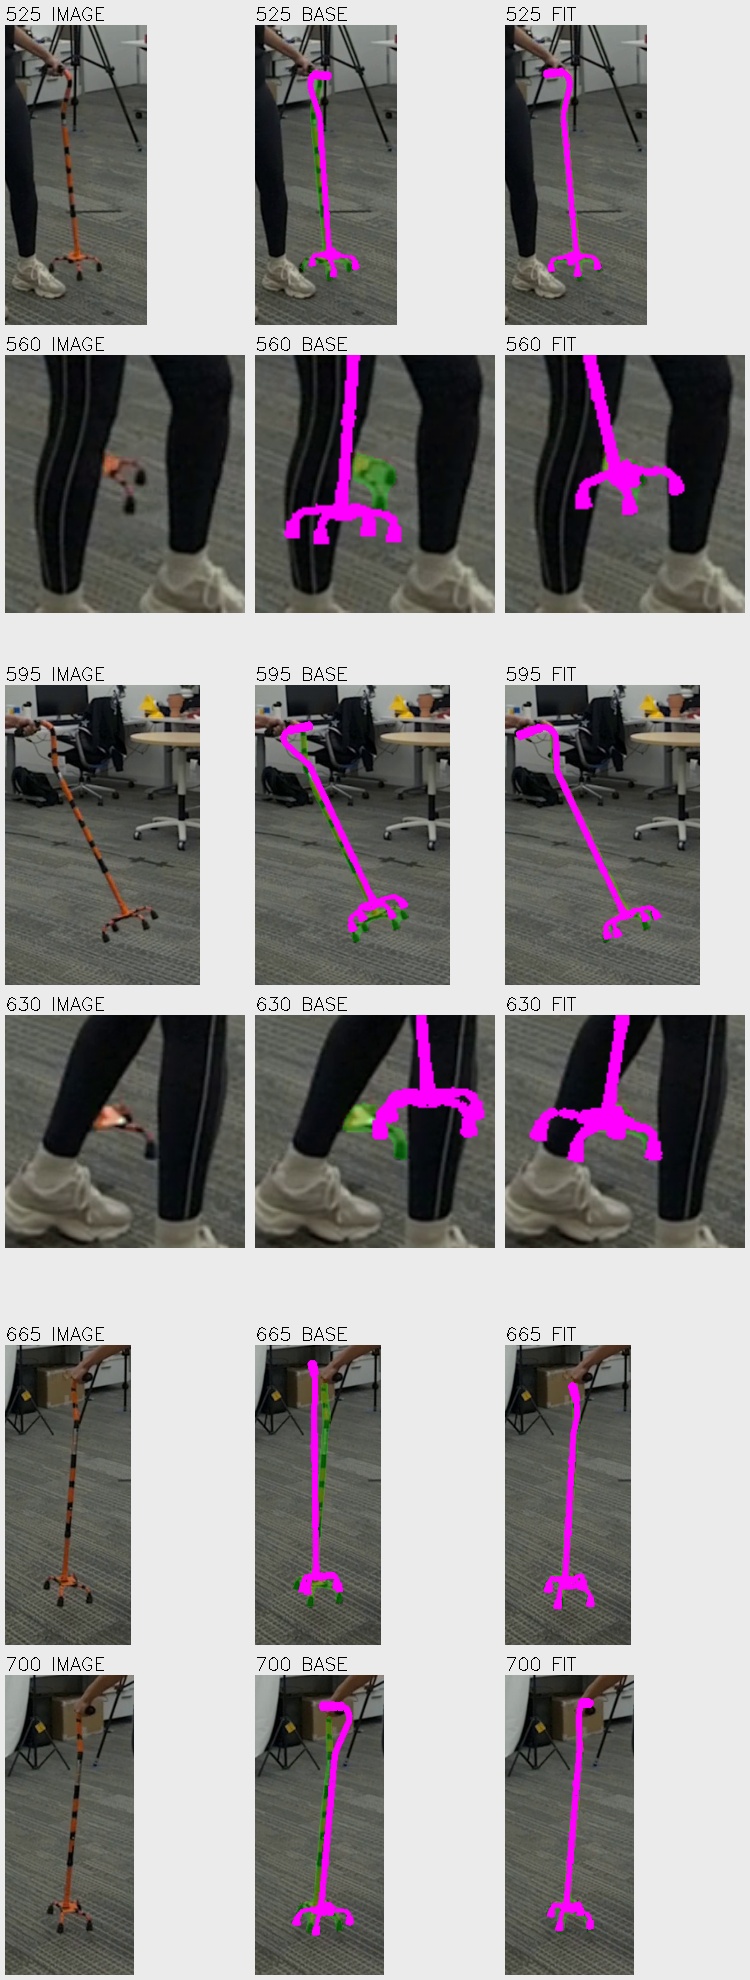 525 IMAGE 525 BASE 525 FIT
560 IMAGE 560 BASE 560 FIT
595 IMAGE 595 BASE 595 FIT
630 IMAGE 630 BASE 630 FIT
665 IMAGE 665 BASE 665 FIT
700 IMAGE 700 BASE 700 FIT